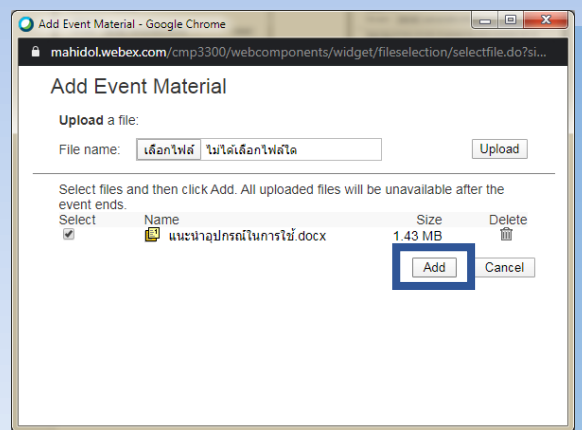 Add Event Material - Google Chrome
mahidol.webex.com/cmp3300/webcomponents/widget/fileselection/selectfile.do?si...
Add Event Material
Upload a file:
File name: เลือกไฟล์ ไม่ได้เลือกไฟล์ใด Upload
Select files and then click Add. All uploaded files will be unavailable after the
event ends.
Select Name Size Delete
แนะนำอุปกรณ์ในการใช้.docx 1.43 MB
Add Cancel